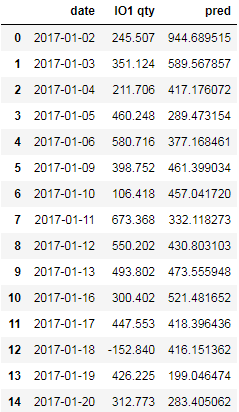 date IO1 qty pred
0 2017-01-02 245.507 944.689515
1 2017-01-03 351.124 589.567857
2 2017-01-04 211.706 417.176072
3 2017-01-05 460.248 289.473154
4 2017-01-06 580.716 377.168461
5 2017-01-09 398.752 461.399034
6 2017-01-10 106.418 457.041720
7 2017-01-11 673.368 332.118273
8 2017-01-12 550.202 430.803103
9 2017-01-13 493.802 473.555948
10 2017-01-16 300.402 521.481652
11 2017-01-17 447.553 418.396436
12 2017-01-18 -152.840 416.151362
13 2017-01-19 426.225 199.046474
14 2017-01-20 312.773 283.405062